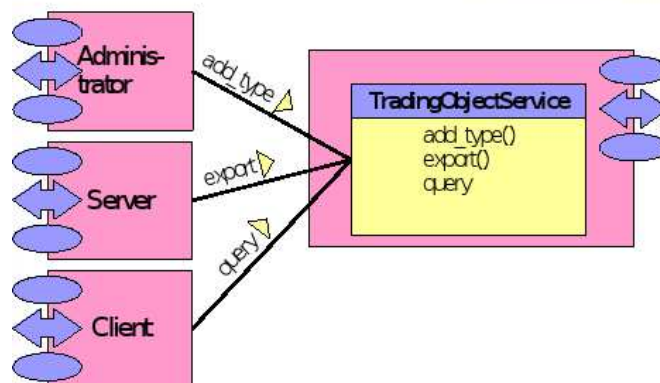 Adminis-
trator
add_type
TradingObjectService
add_type()
export()
query
export
Server
query
Client